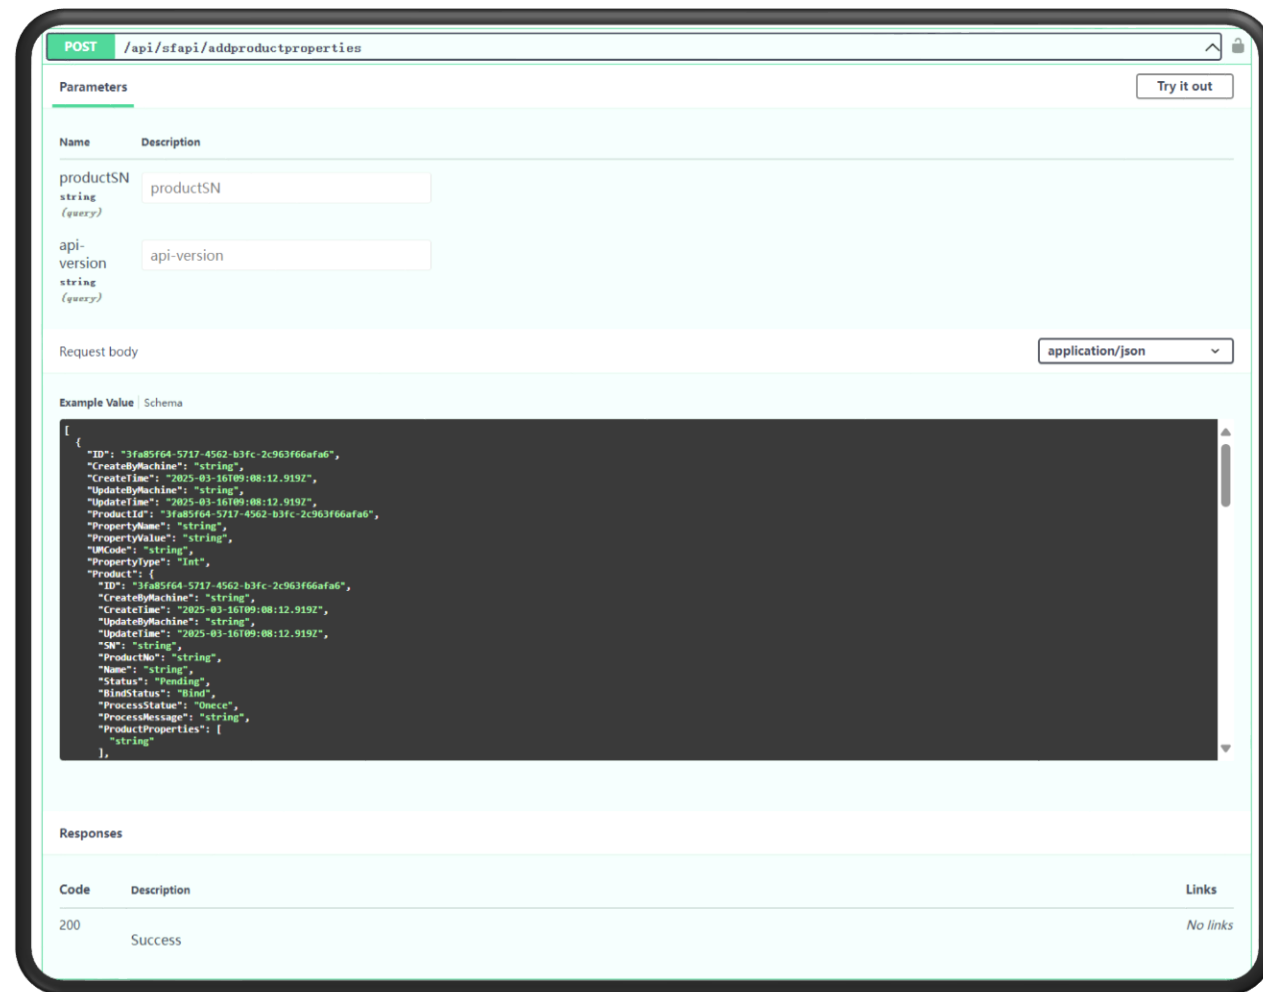 POST /api/sfapi/addproductproperties
Parameters
Try it out
Name Description
productSN
string
(query)
productSN
api-
version
string
(query)
api-version
Request body
application/json
Example Value Schema
[
{
"ID": "3fa85f64-5717-4562-b3fc-2c963f66afa6",
"CreateByMachine": "string",
"CreateTime": "2025-03-16T09:08:12.919Z",
"UpdateByMachine": "string",
"UpdateTime": "2025-03-16T09:08:12.919Z",
"ProductId": "3fa85f64-5717-4562-b3fc-2c963f66afa6",
"PropertyName": "string",
"PropertyValue": "string",
"UMCode": "string",
"PropertyType": "Int",
"Product": {
"ID": "3fa85f64-5717-4562-b3fc-2c963f66afa6",
"CreateByMachine": "string",
"CreateTime": "2025-03-16T09:08:12.919Z",
"UpdateByMachine": "string",
"UpdateTime": "2025-03-16T09:08:12.919Z",
"SN": "string",
"ProductNo": "string",
"Name": "string",
"Status": "Pending",
"BindStatus": "Bind",
"ProcessStatue": "Onece",
"ProcessMessage": "string",
"ProductProperties": [
"string"
],
Responses
Code Description Links
200 Success No links